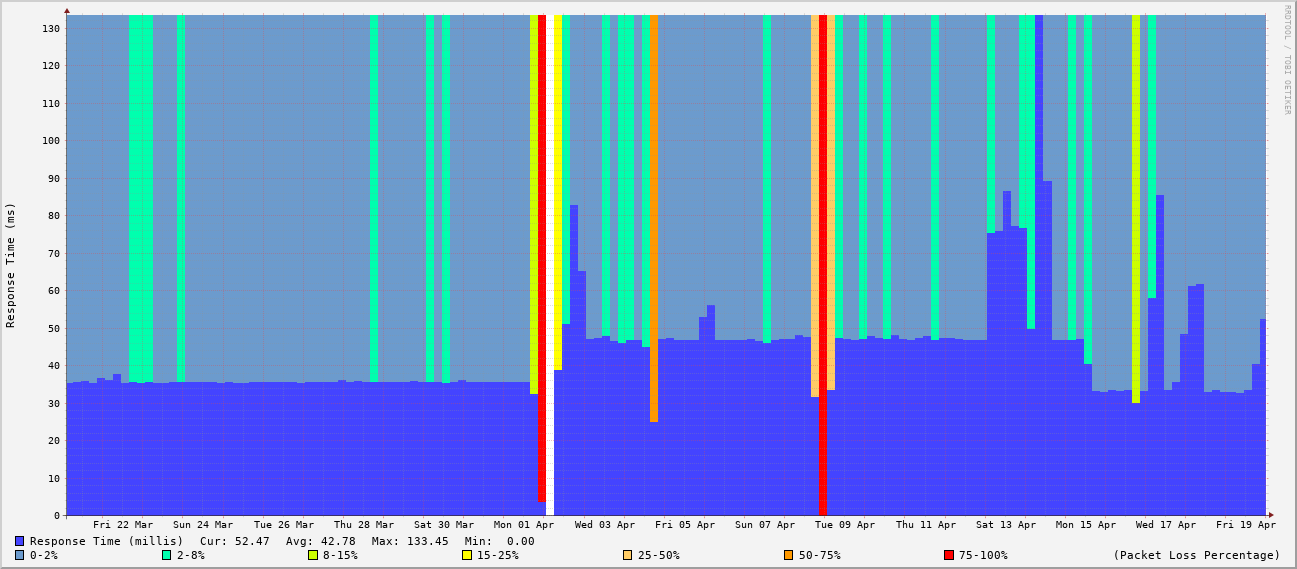 RRDTOOL / TOBI OETIKER
Response Time (ms)
130
120
110
100
90
80
70
60
50
40
30
20
10
0
Fri 22 Mar Sun 24 Mar Tue 26 Mar Thu 28 Mar Sat 30 Mar Mon 01 Apr Wed 03 Apr Fri 05 Apr Sun 07 Apr Tue 09 Apr Thu 11 Apr Sat 13 Apr Mon 15 Apr Wed 17 Apr Fri 19 Apr
Response Time (millis) Cur: 52.47 Avg: 42.78 Max: 133.45 Min: 0.00
0-2% 2-8% 8-15% 15-25% 25-50% 50-75% 75-100% (Packet Loss Percentage)